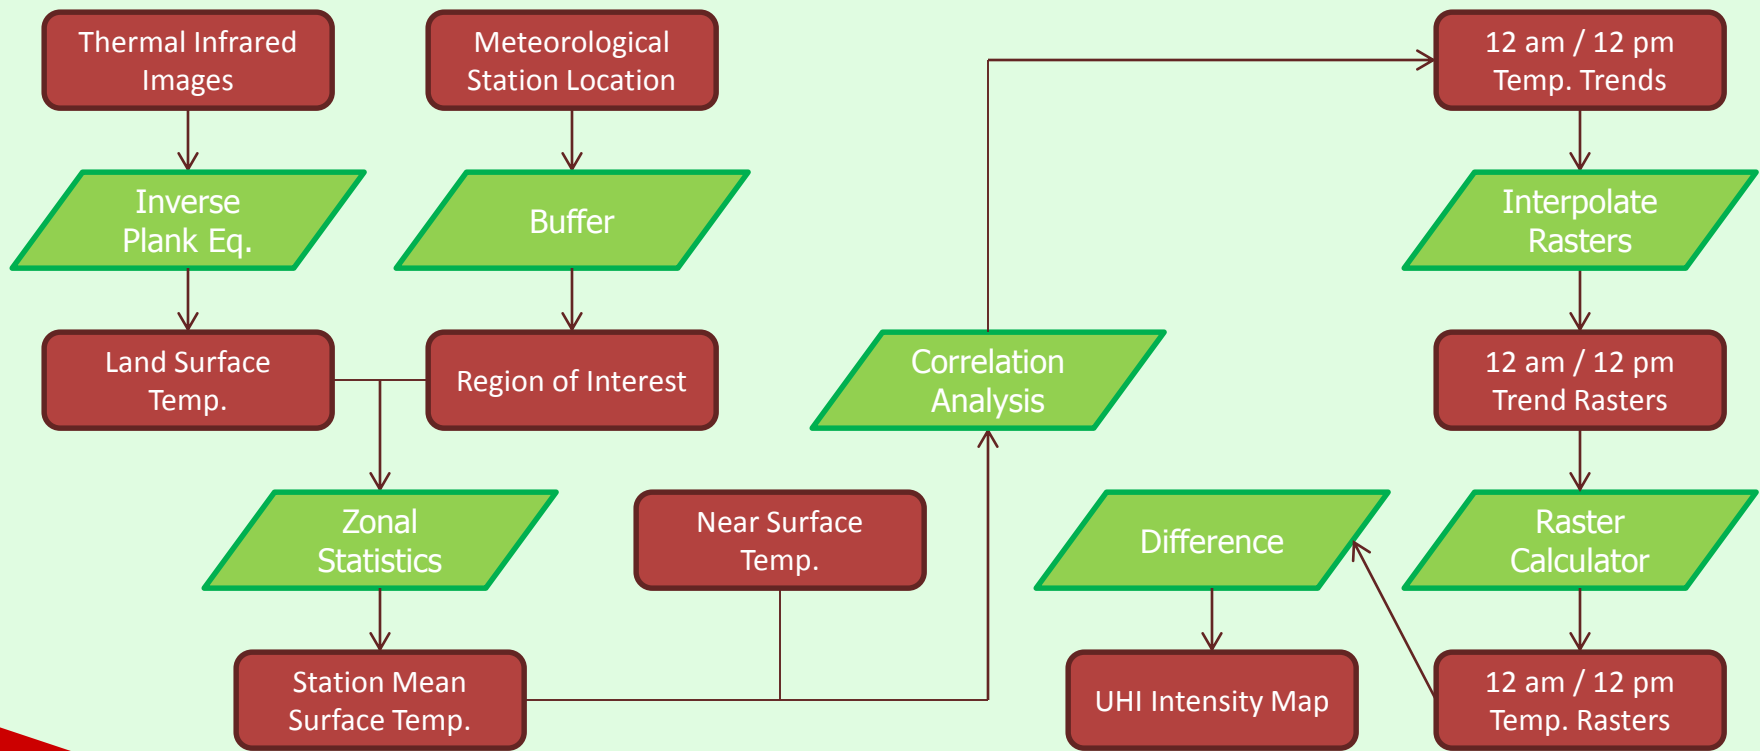 Thermal Infrared
Images
Meteorological
Station Location
12 am / 12 pm
Temp. Trends
Inverse
Plank Eq.
Buffer
Interpolate
Rasters
Land Surface
Temp.
Region of Interest
Correlation
Analysis
12 am / 12 pm
Trend Rasters
Zonal
Statistics
Near Surface
Temp.
Difference
Raster
Calculator
Station Mean
Surface Temp.
UHI Intensity Map
12 am / 12 pm
Temp. Rasters